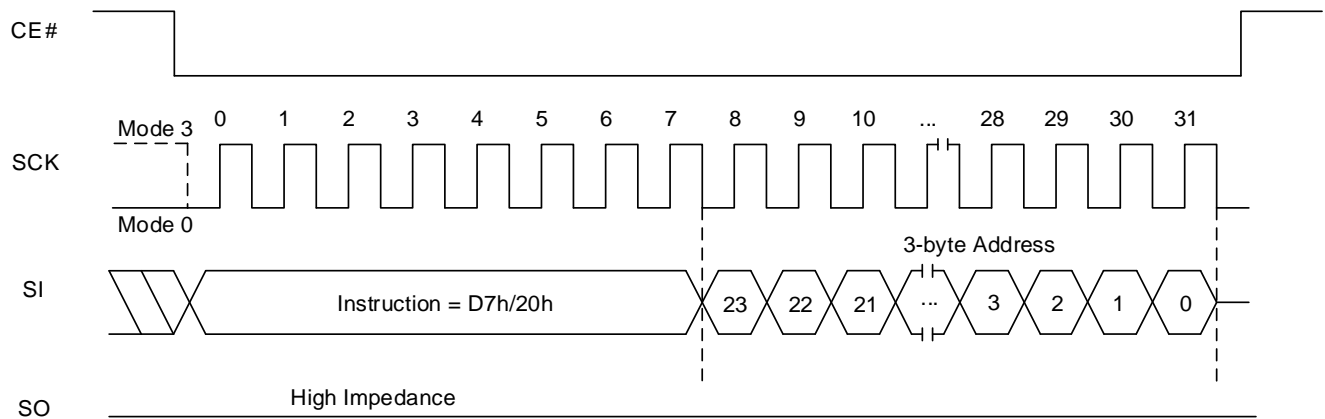 CE#
Mode 3
0 1 2 3 4 5 6 7 8 9 10 ... 28 29 30 31
SCK
Mode 0
3-byte Address
SI
Instruction = D7h/20h
23 22 21 ... 3 2 1 0
High Impedance
SO